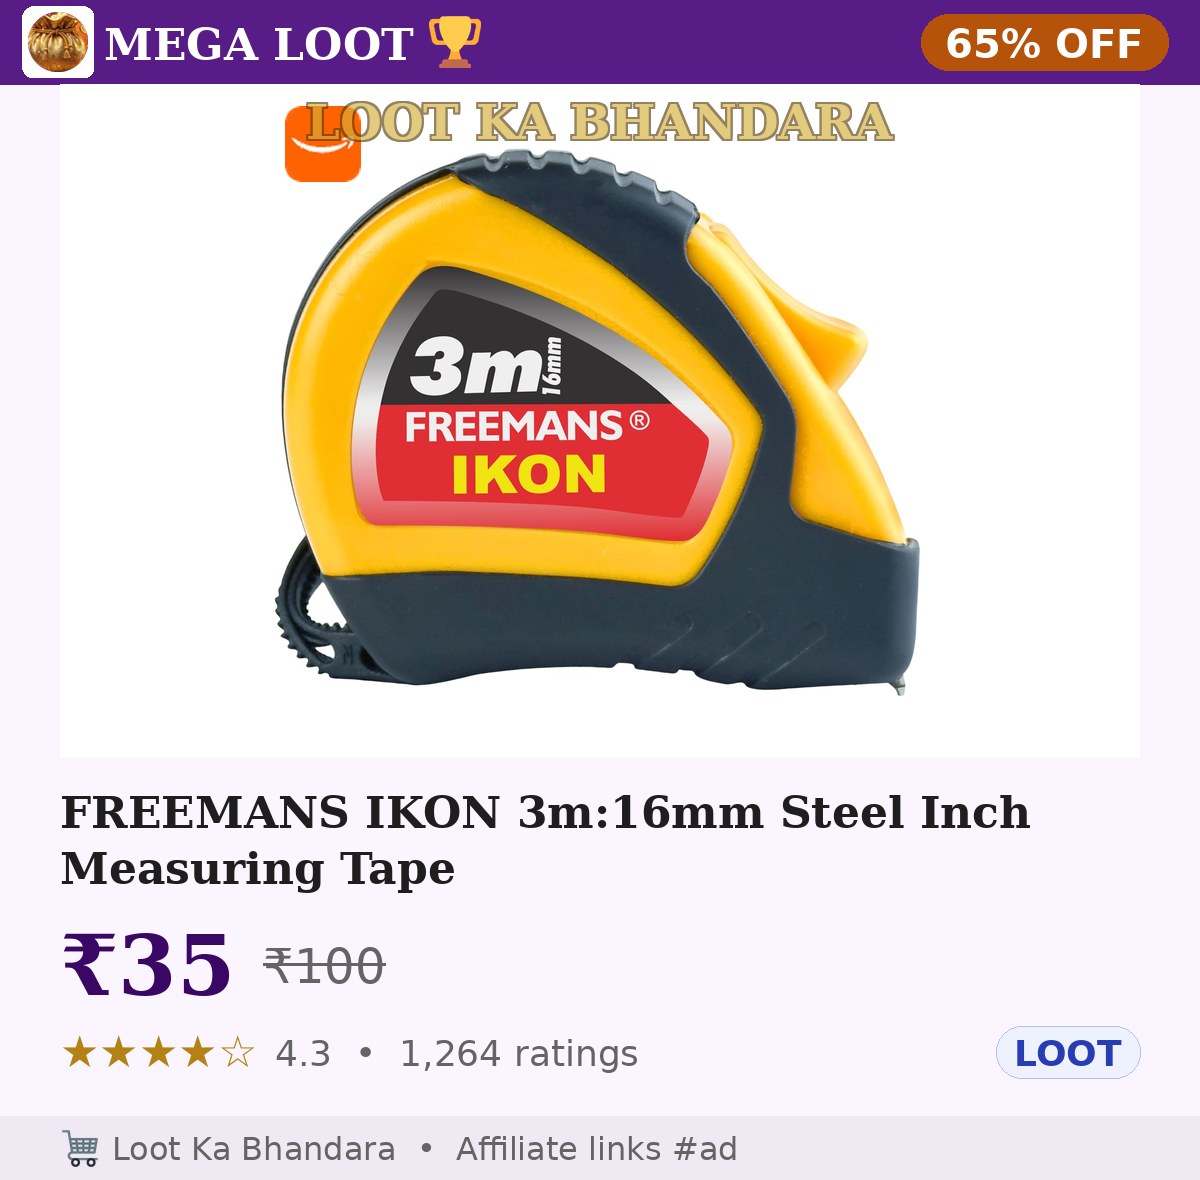 MEGA LOOT 🏆
65% OFF
LOOT KA BHANDARA
3m 16mm
FREEMANS®
IKON
FREEMANS IKON 3m:16mm Steel Inch
Measuring Tape
₹35 ₹100
★★★★☆ 4.3 • 1,264 ratings
LOOT
🛒 Loot Ka Bhandara • Affiliate links #ad